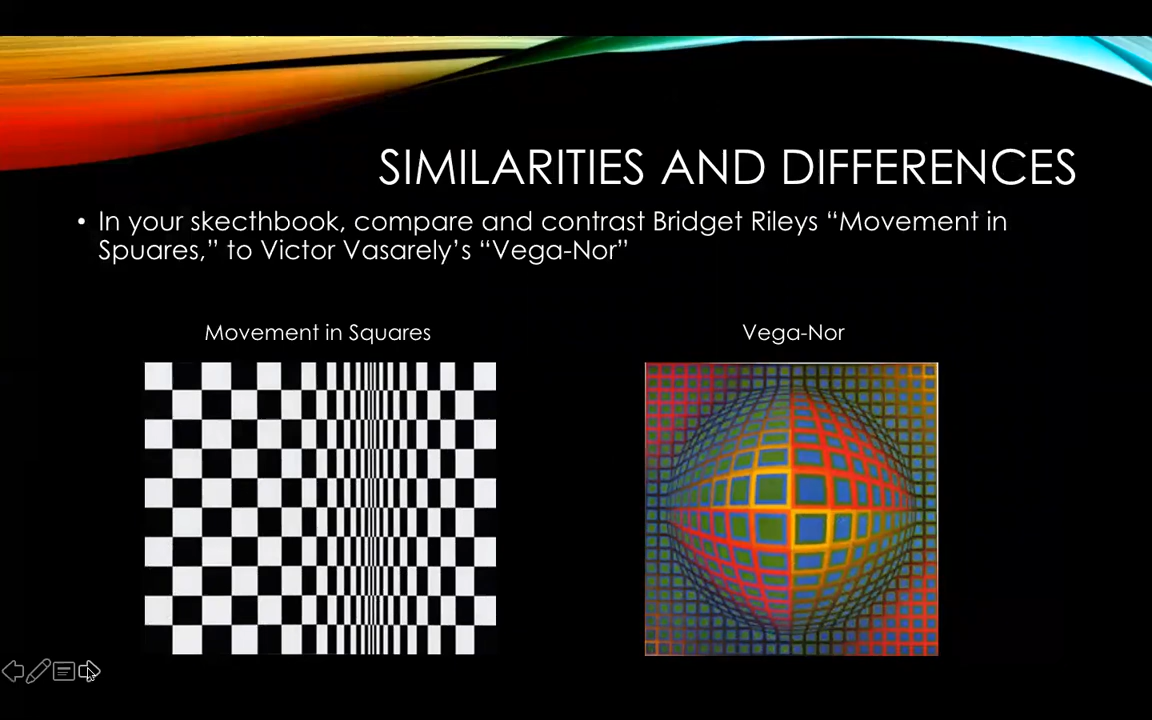 SIMILARITIES AND DIFFERENCES
• In your skecthbook, compare and contrast Bridget Rileys “Movement in
Spuares,” to Victor Vasarely’s “Vega-Nor”
Movement in Squares
Vega-Nor